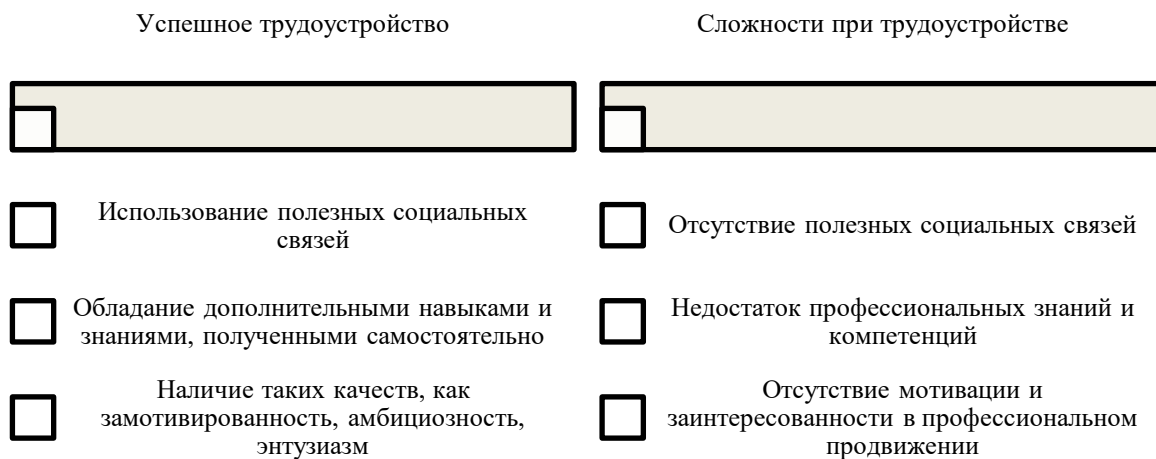 Успешное трудоустройство
Использование полезных социальных
связей
Обладание дополнительными навыками и
знаниями, полученными самостоятельно
Наличие таких качеств, как
замотивированность, амбициозность,
энтузиазм
Сложности при трудоустройстве
Отсутствие полезных социальных связей
Недостаток профессиональных знаний и
компетенций
Отсутствие мотивации и
заинтересованности в профессиональном
продвижении